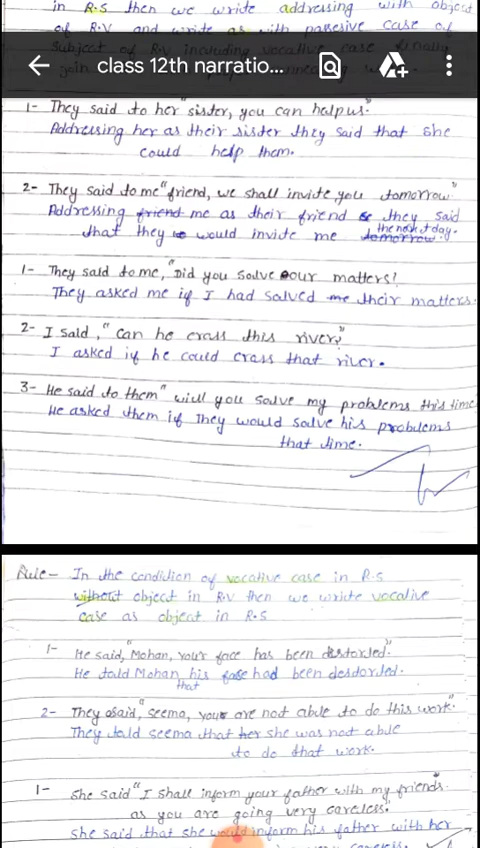 in R.S then we write addressing with object
of R.V and write as with possesive case of
Subject of R.V including vocative case finally
join
class 12th narratio...
1- They said to her "sister, you can help us."
Addressing her as their sister they said that she
could help them.
2- They said to me "friend, we shall invite you tomorrow"
Addressing friend me as their friend they said
the next day.
that they would invite me tomorrow.
1- They said to me, "Did you solve our matters?
They asked me if I had solved me their matters.
2- I said, "can he crass this river?"
I asked if he could crass that river.
3- He said to them "will you solve my problems this time
He asked them if They would solve his problems
that time.
Rule- In the condition of vocative case in R.S
without object in R.V then we write vocative
case as object in R.S
1- He said, "Mohan, your face has been destorded."
He told Mohan his face had been destorded.
that
2- They said, "seema, you are not able to do this work."
They told seema that her she was not able
to do that work.
1- She said "I shall inform your father with my friends
as you are going very careless."
She said that she would inform his father with her
careless.